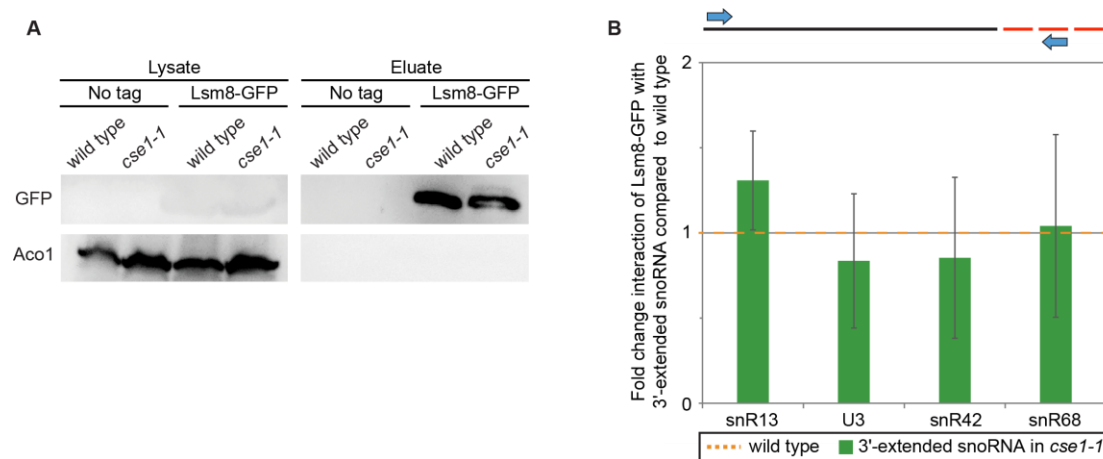 A
Lysate Eluate
No tag Lsm8-GFP No tag Lsm8-GFP
wild type cse1-1 wild type cse1-1 wild type cse1-1 wild type cse1-1
GFP
Aco1
B
Fold change interaction of Lsm8-GFP with
3'-extended snoRNA compared to wild type
2
1
0
snR13 U3 snR42 snR68
wild type 3'-extended snoRNA in cse1-1